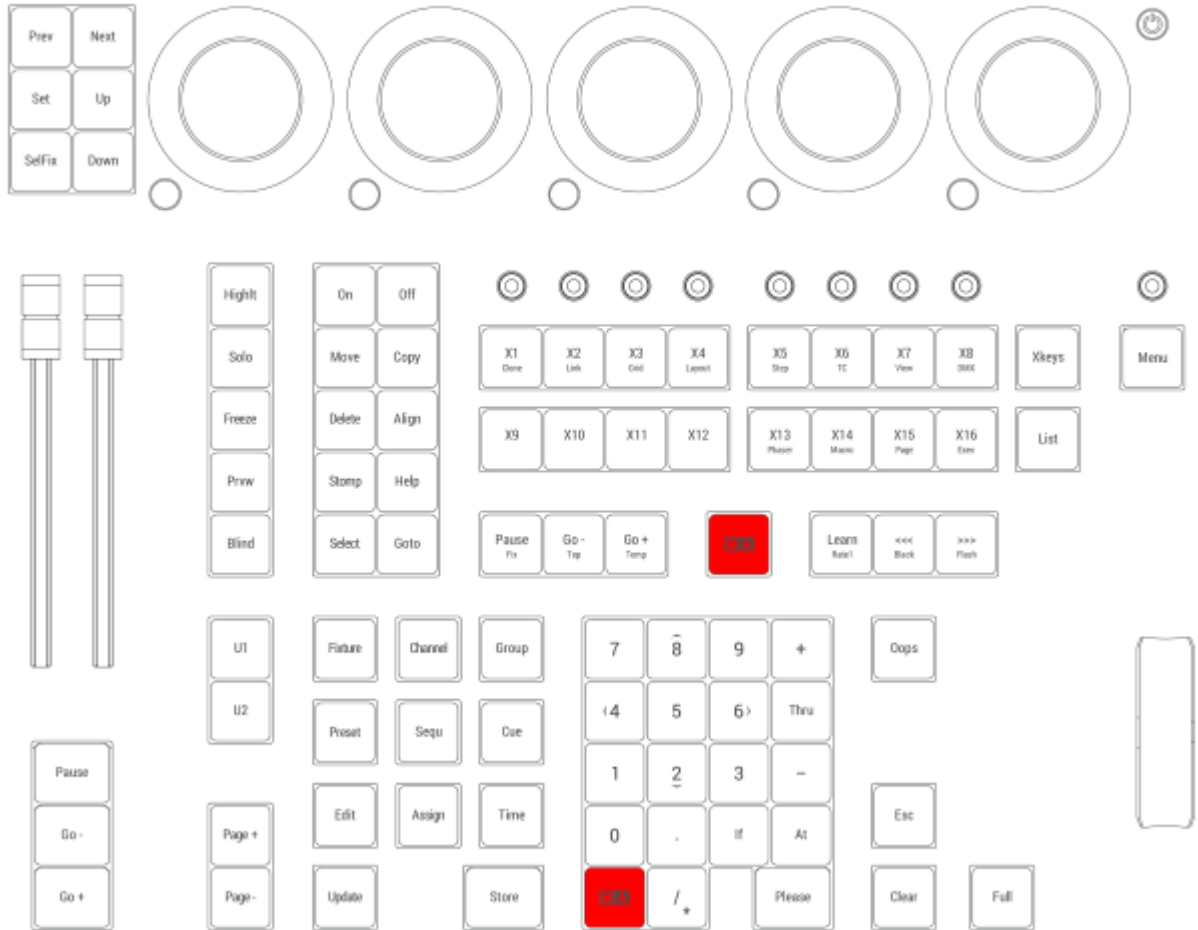 Prev Next
Set Up
SelFix Down
Highlt On Off
Solo Move Copy X1 X2 X3 X4 X5 X6 X7 X8 Xkeys Menu
Clone Link Grid Layout Step TC View DMX
Freeze Delete Align X9 X10 X11 X12 X13 X14 X15 X16 List
Phaser Macro Page Exec
Prvw Stomp Help
Blind Select Goto Pause Go - Go + Learn <<< >>>
Fix Top Temp Rate1 Black Flash
U1 Fixture Channel Group 7 8 9 + Oops
U2 Preset Sequ Cue 4 5 6 Thru
Pause 1 2 3 -
Go - Page + Edit Assign Time 0 . If At Esc
Go + Page - Update Store / * Please Clear Full